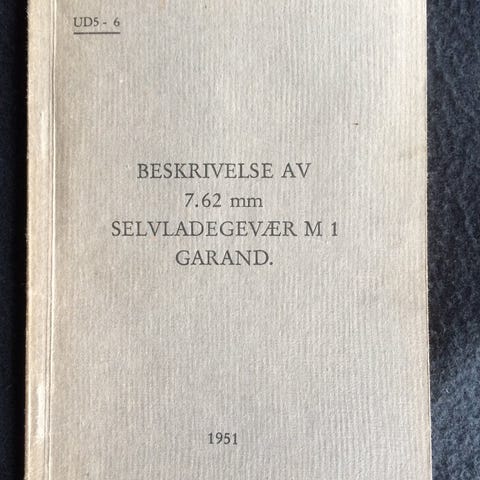 UD5 - 6
BESKRIVELSE AV
7.62 mm
SELVLADEGEVÆR M 1
GARAND.
1951